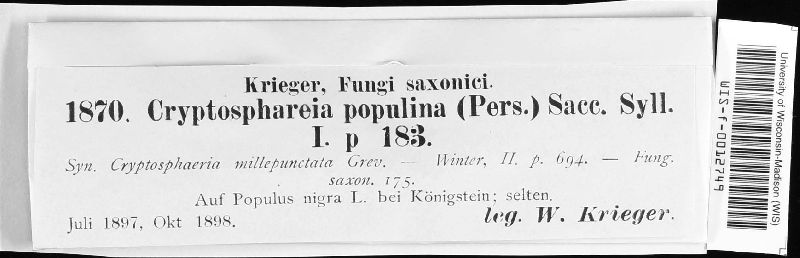 Krieger, Fungi saxonici.
1870. Cryptosphareia populina (Pers.) Sacc. Syll.
I. p 183.
Syn. Cryptosphaeria millepunctata Grev. — Winter, II. p. 694. — Fung.
saxon. 175.
Auf Populus nigra L. bei Königstein; selten.
Juli 1897, Okt 1898. leg. W. Krieger.
WIS-f-0012749
University of Wisconsin-Madison (WIS)